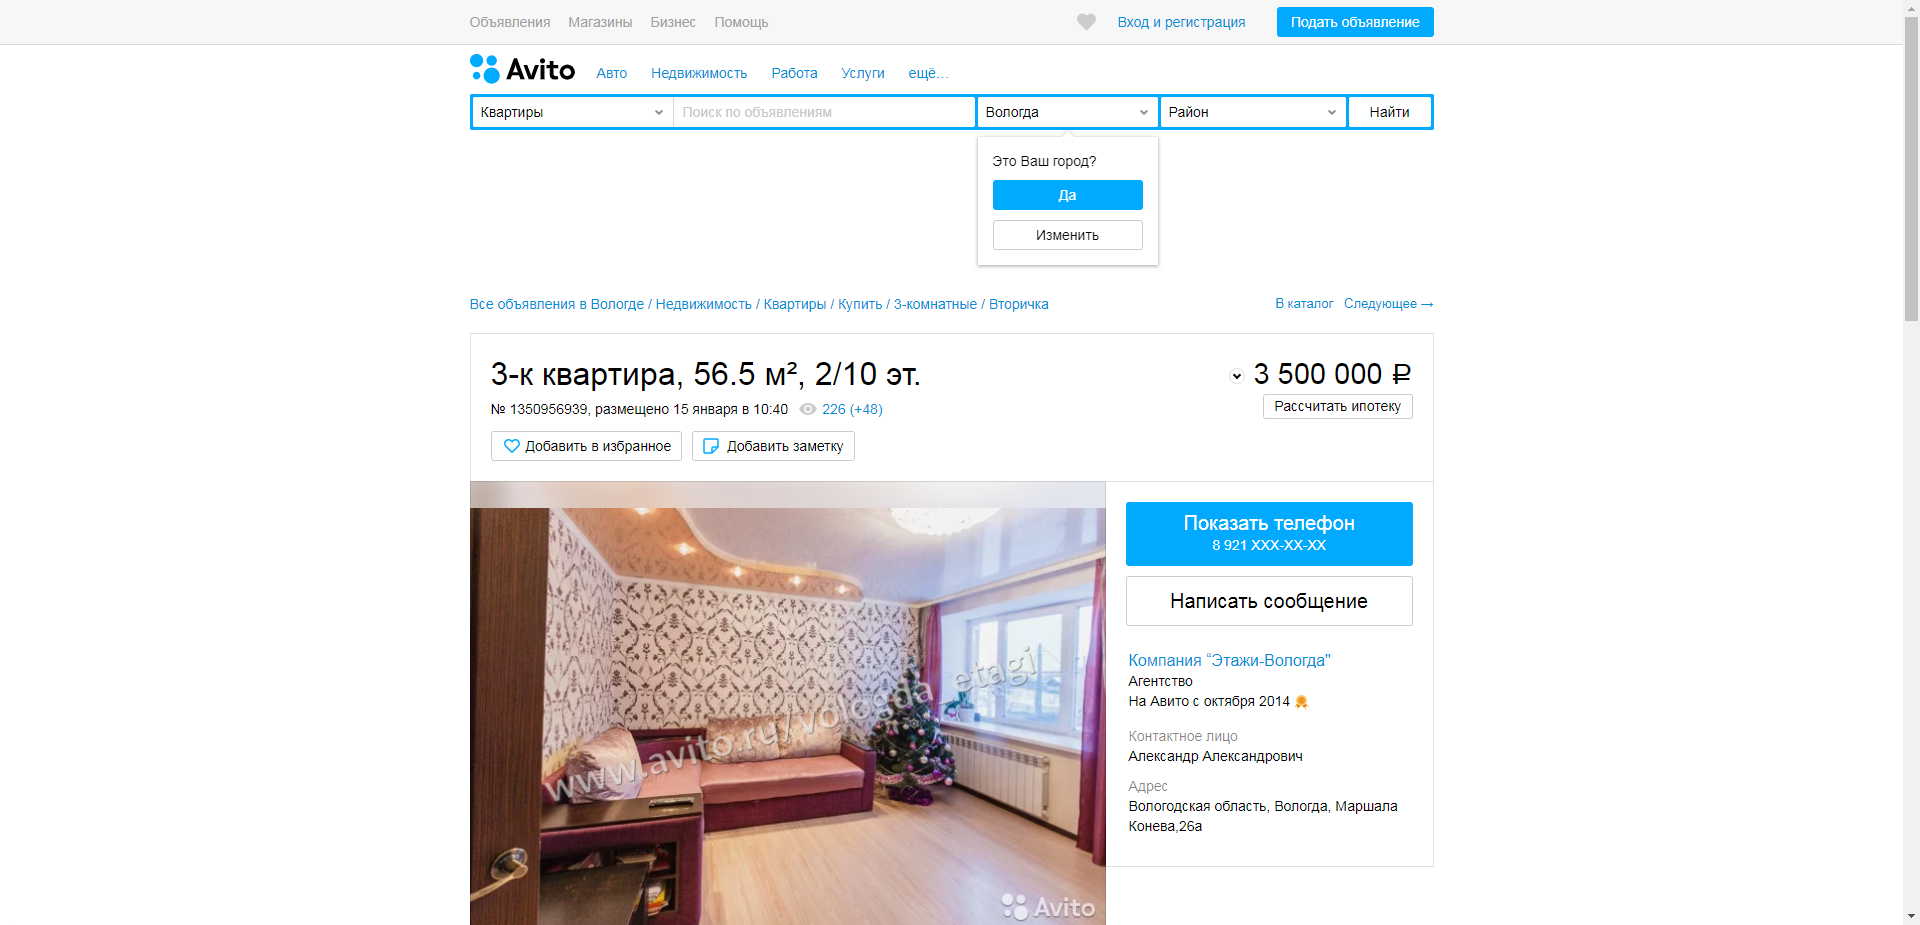 Объявления Магазины Бизнес Помощь
Вход и регистрация
Подать объявление
Avito
Авто Недвижимость Работа Услуги ещё...
Квартиры
Поиск по объявлениям
Вологда
Район
Найти
Это Ваш город?
Да
Изменить
Все объявления в Вологде / Недвижимость / Квартиры / Купить / 3-комнатные / Вторичка
В каталог Следующее →
3-к квартира, 56.5 м², 2/10 эт.
3 500 000 ₽
№ 1350956939, размещено 15 января в 10:40 226 (+48)
Рассчитать ипотеку
Добавить в избранное
Добавить заметку
Показать телефон
8 921 XXX-XX-XX
Написать сообщение
Компания “Этажи-Вологда"
Агентство
На Авито с октября 2014
Контактное лицо
Александр Александрович
Адрес
Вологодская область, Вологда, Маршала
Конева,26а
www.avito.ru/vologda_etagi
Avito